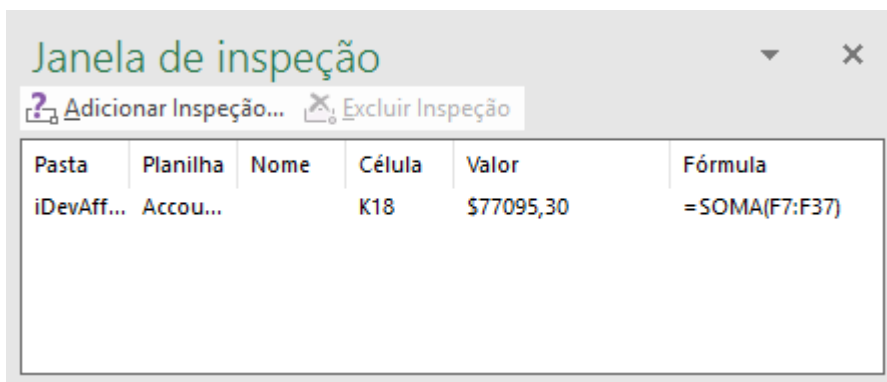 Janela de inspeção
Adicionar Inspeção... Excluir Inspeção
Pasta Planilha Nome Célula Valor Fórmula
iDevAff... Accou... K18 $77095,30 =SOMA(F7:F37)